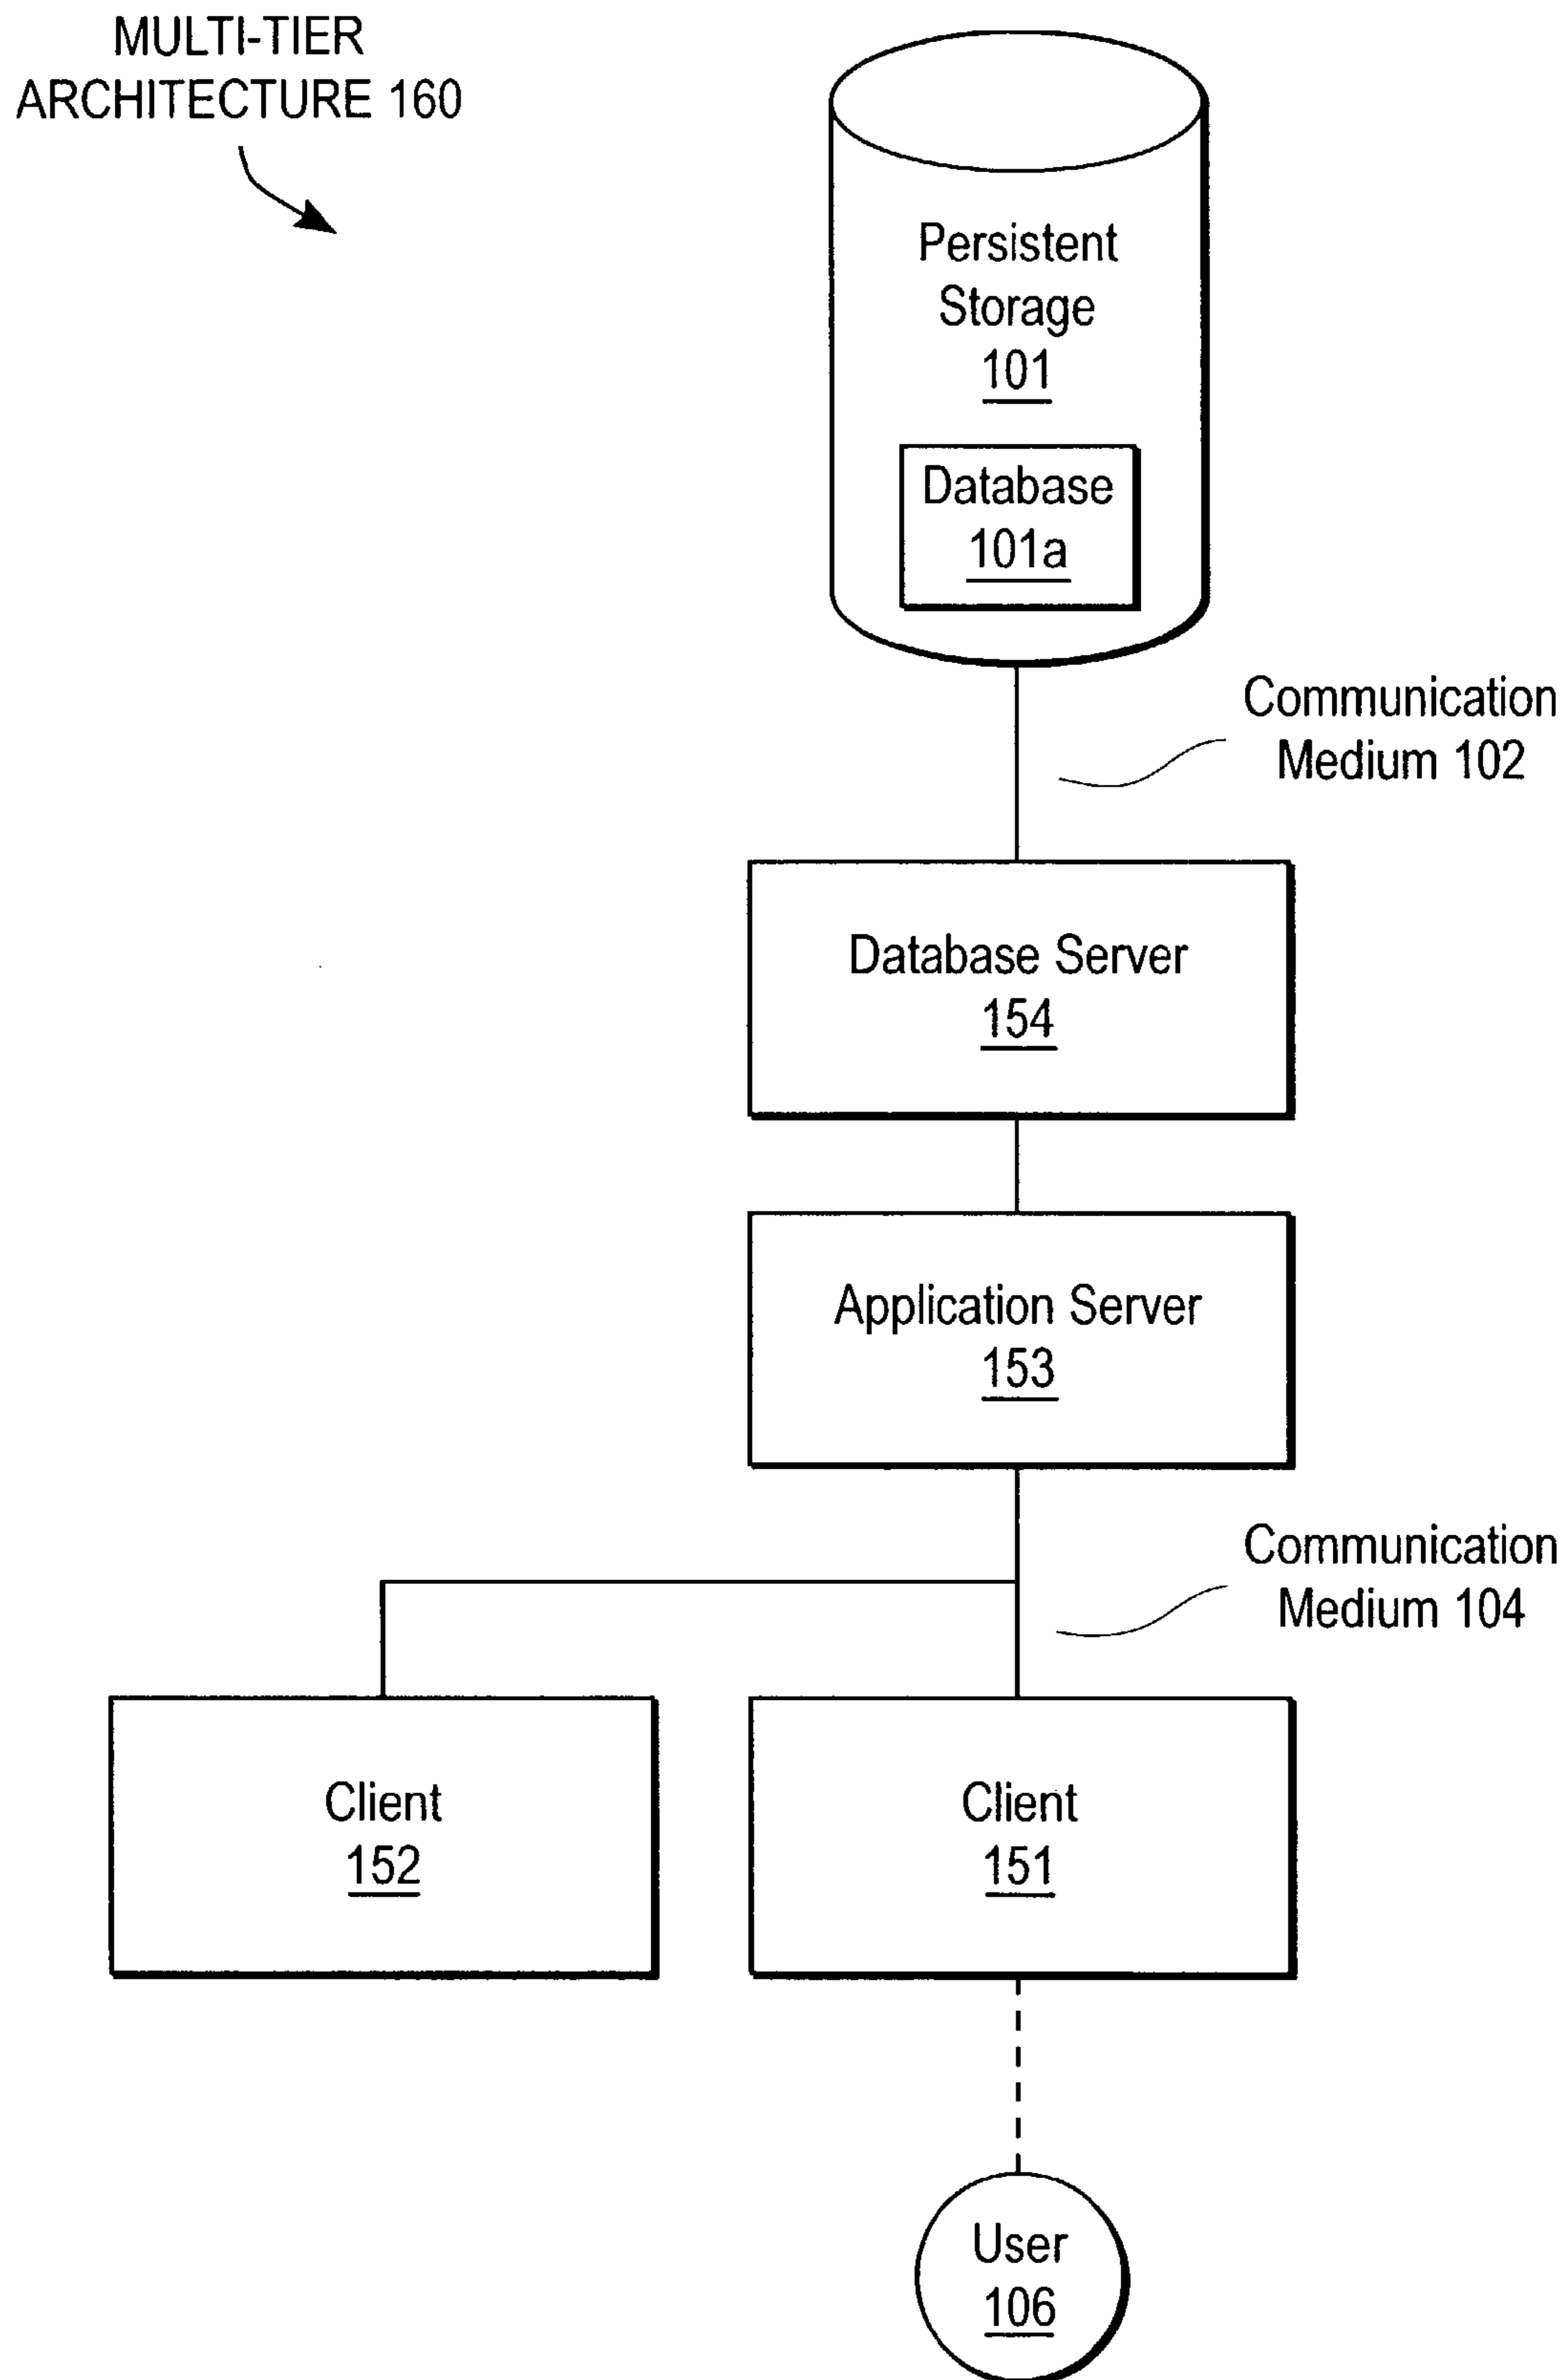 MULTI-TIER
ARCHITECTURE 160
Persistent
Storage
101
Database
101a
Communication
Medium 102
Database Server
154
Application Server
153
Communication
Medium 104
Client
152
Client
151
User
106